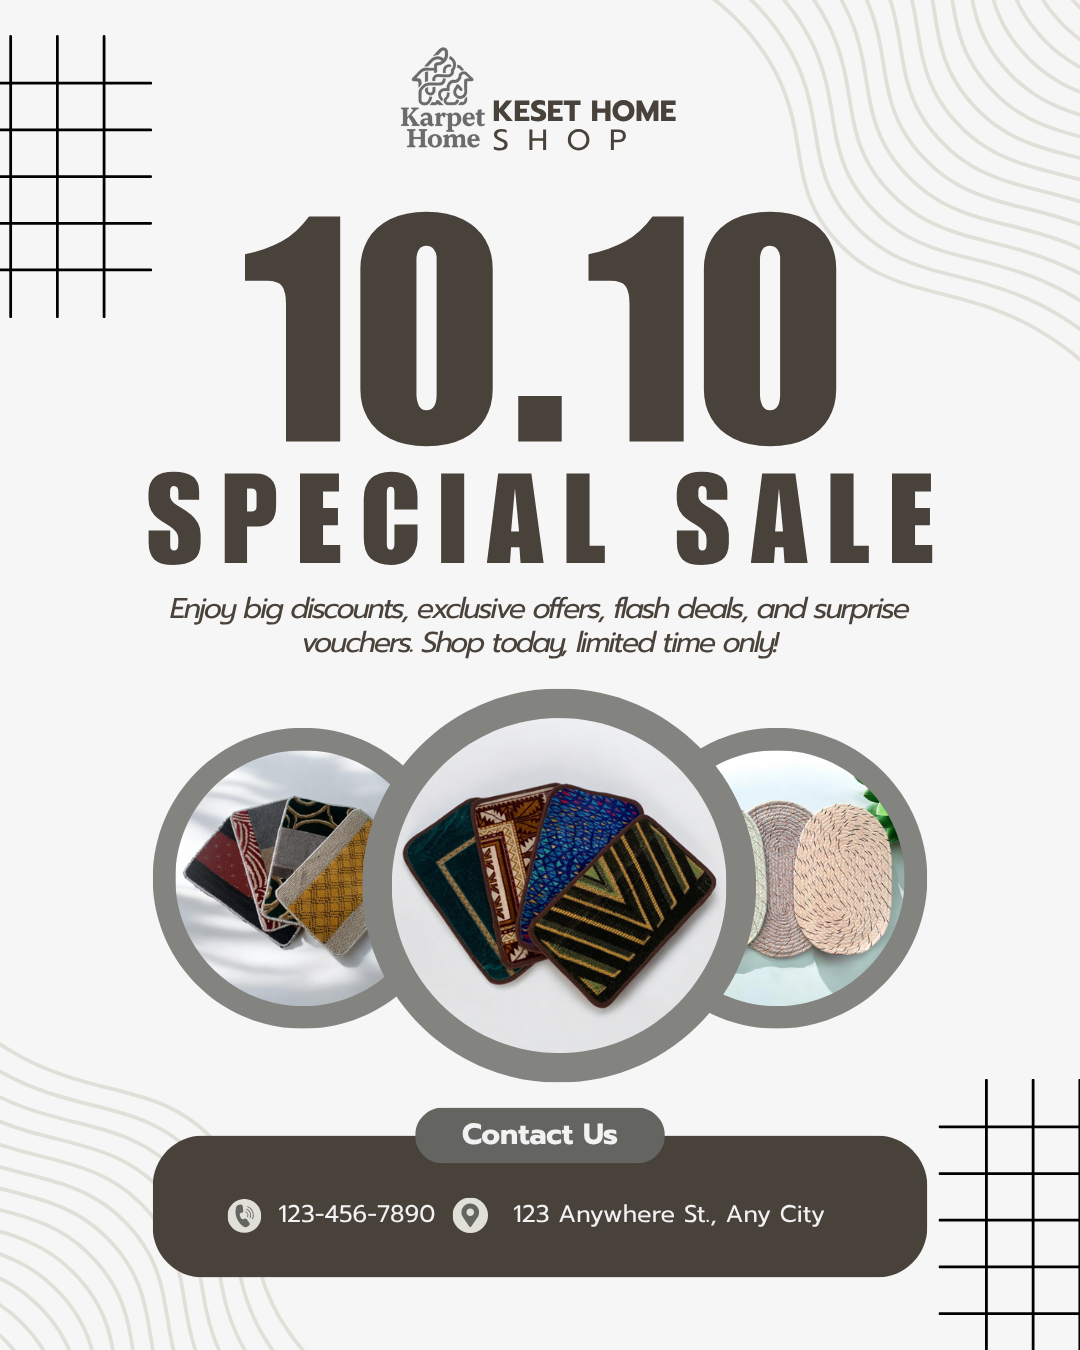 Karpet
Home
KESET HOME
SHOP
10.10
SPECIAL SALE
Enjoy big discounts, exclusive offers, flash deals, and surprise
vouchers. Shop today, limited time only!
Contact Us
123-456-7890
123 Anywhere St., Any City